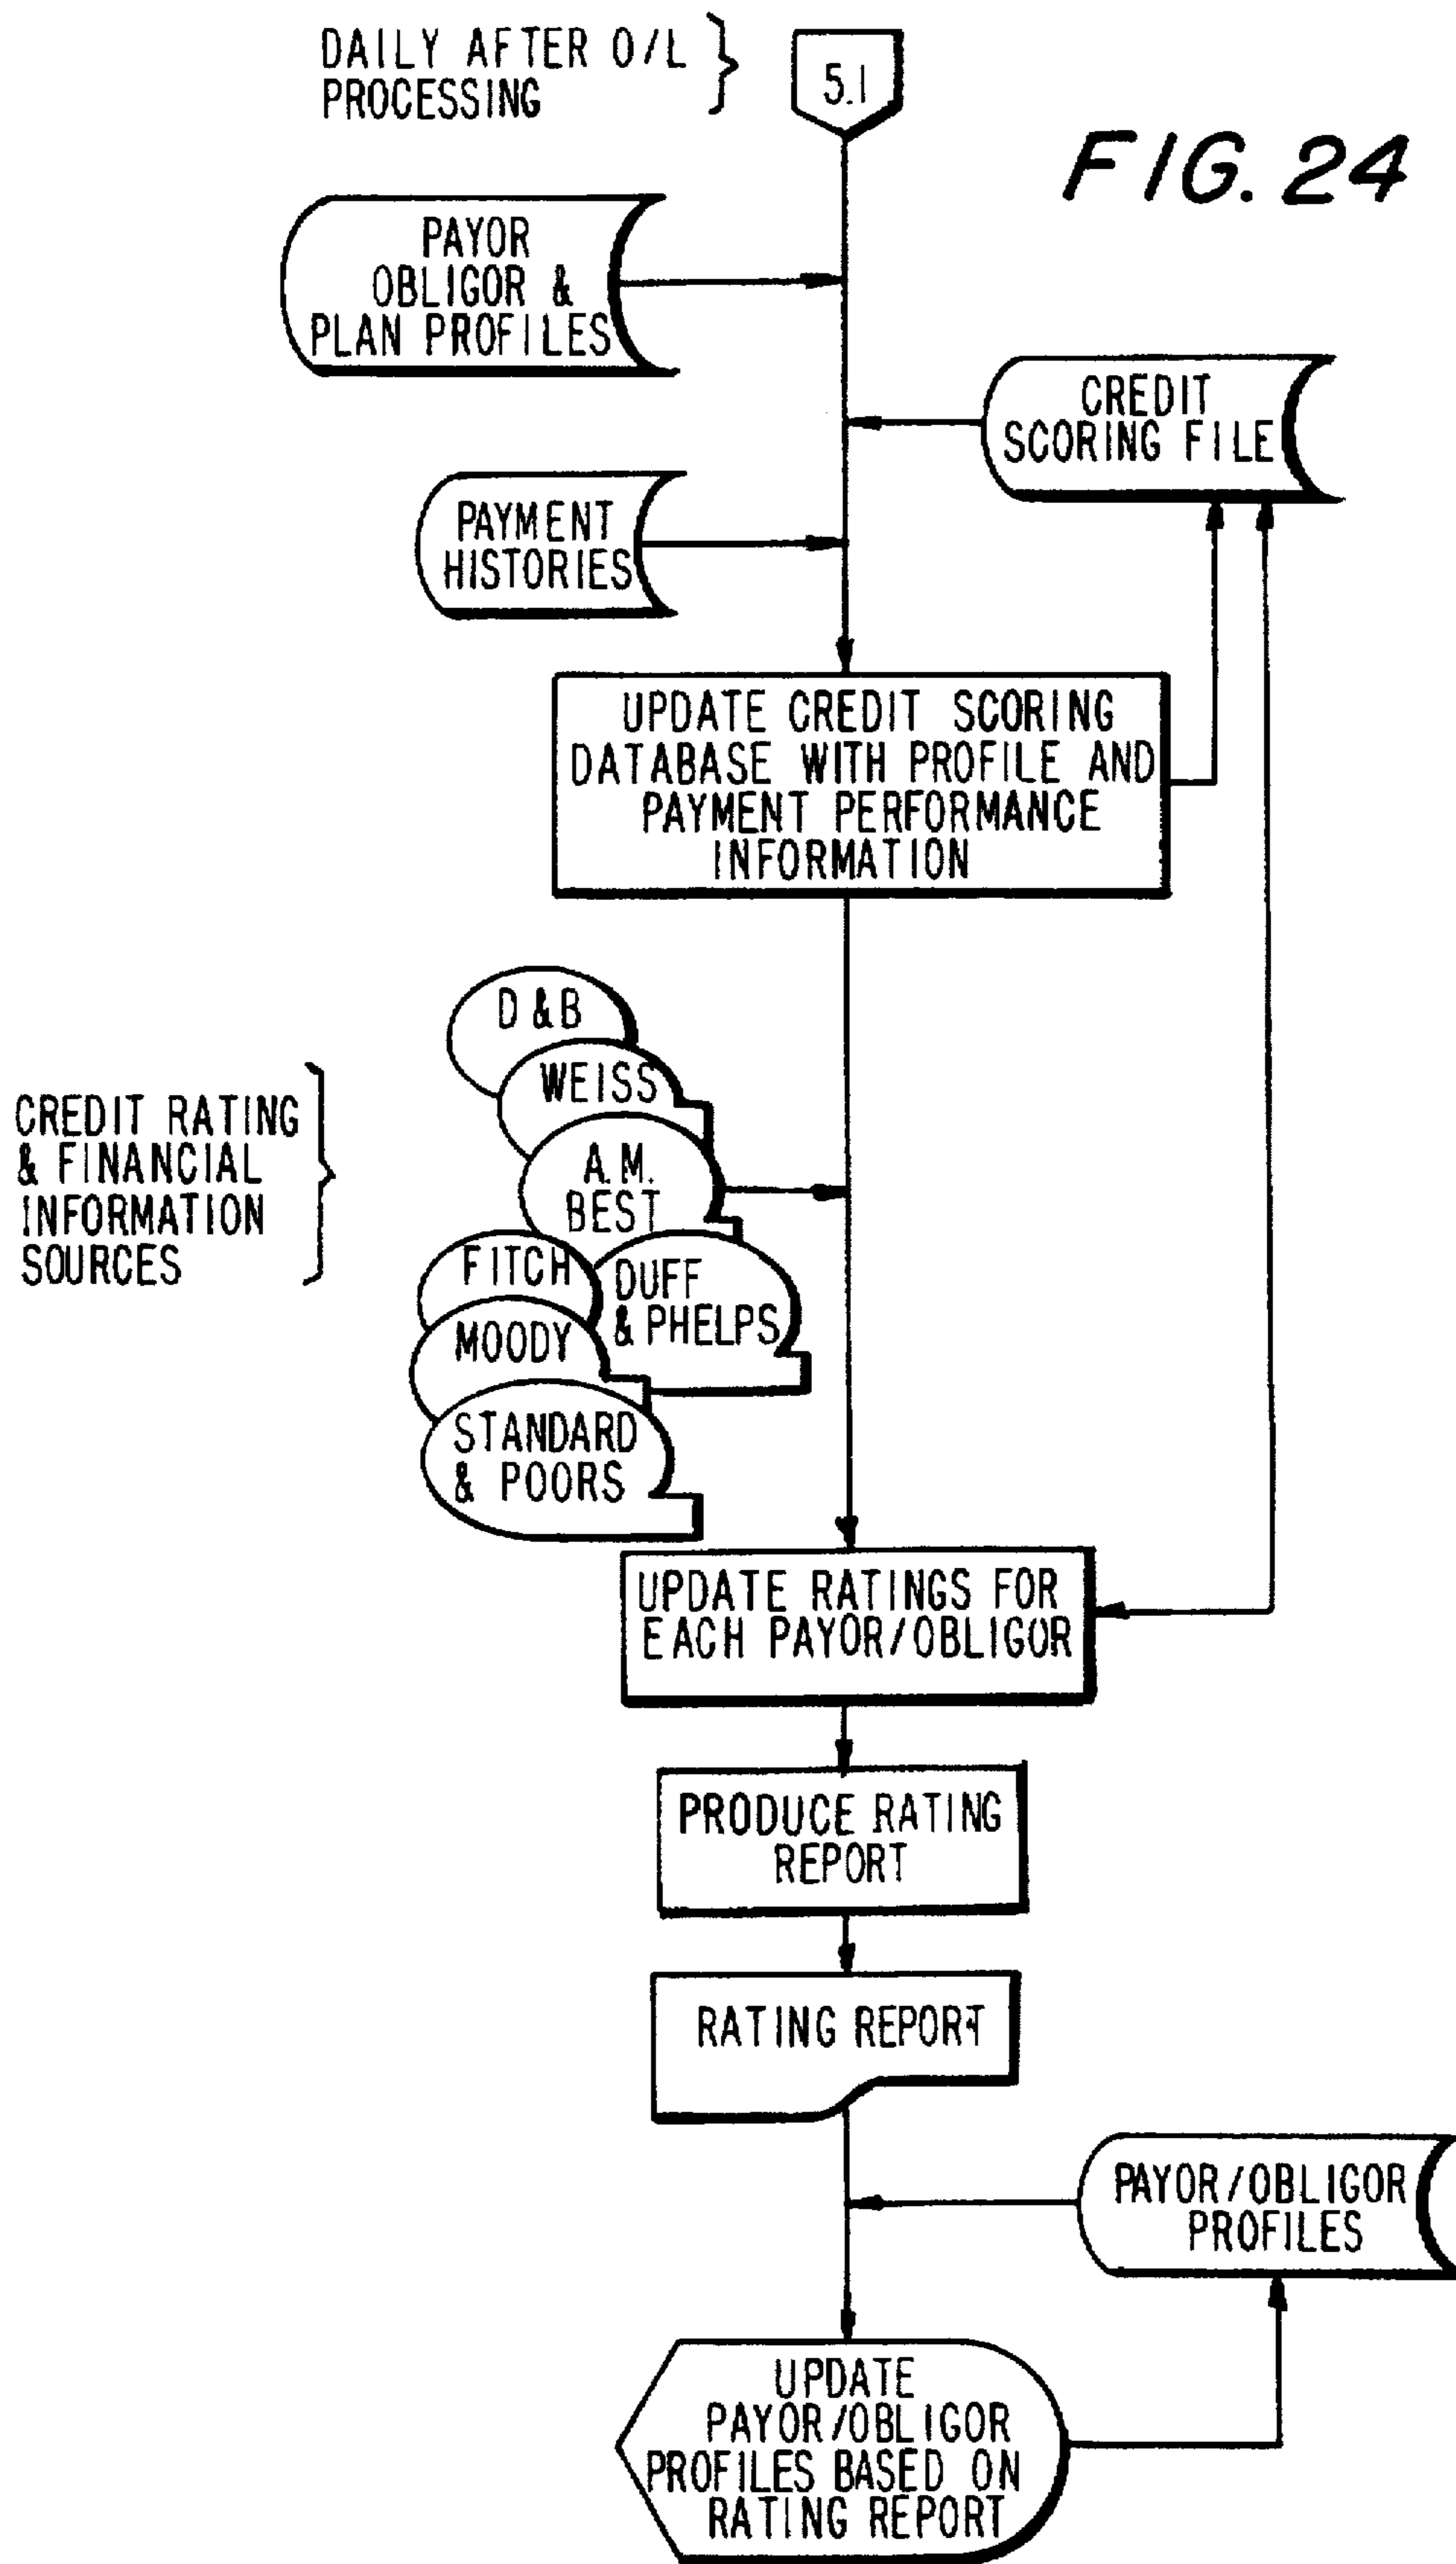 DAILY AFTER O/L
PROCESSING
5.1
FIG. 24
PAYOR
OBLIGOR &
PLAN PROFILES
CREDIT
SCORING FILE
PAYMENT
HISTORIES
UPDATE CREDIT SCORING
DATABASE WITH PROFILE AND
PAYMENT PERFORMANCE
INFORMATION
CREDIT RATING
& FINANCIAL
INFORMATION
SOURCES
D & B
WEISS
A.M.
BEST
FITCH
DUFF
& PHELPS
MOODY
STANDARD
& POORS
UPDATE RATINGS FOR
EACH PAYOR/OBLIGOR
PRODUCE RATING
REPORT
RATING REPORT
PAYOR/OBLIGOR
PROFILES
UPDATE
PAYOR/OBLIGOR
PROFILES BASED ON
RATING REPORT